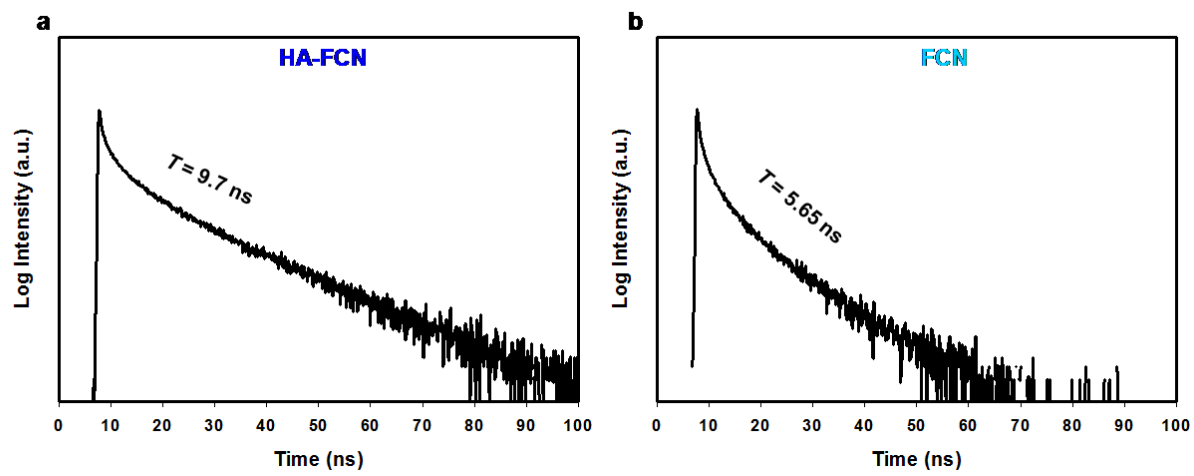 a
HA-FCN
T = 9.7 ns
Log Intensity (a.u.)
0 10 20 30 40 50 60 70 80 90 100
Time (ns)
b
FCN
T = 5.65 ns
Log Intensity (a.u.)
0 10 20 30 40 50 60 70 80 90 100
Time (ns)